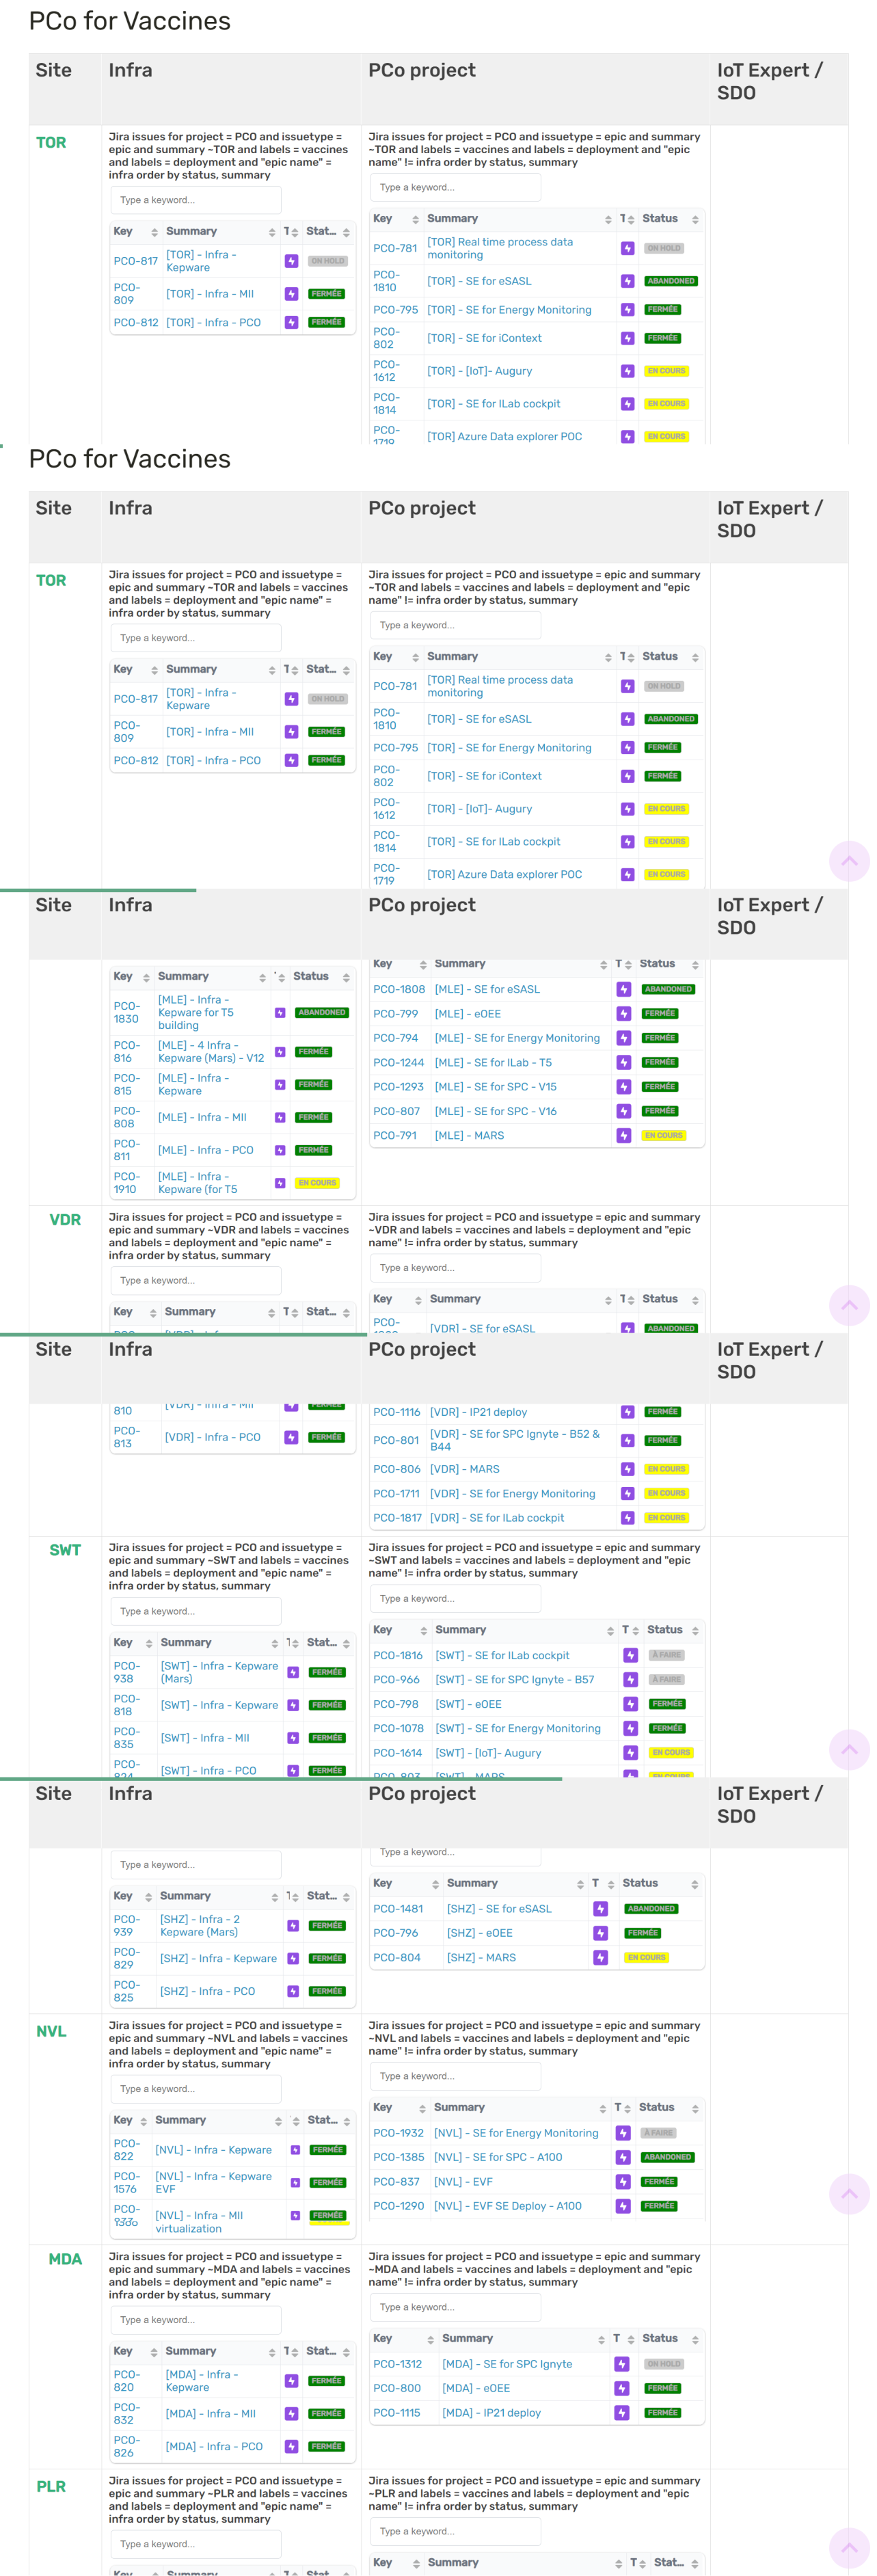 PCo for Vaccines
Site Infra PCo project IoT Expert /
SDO
TOR
Jira issues for project = PCO and issuetype =
epic and summary ~TOR and labels = vaccines
and labels = deployment and "epic name" =
infra order by status, summary
Type a keyword...
Key Summary T Stat...
PCO-817 [TOR] - Infra -
Kepware ON HOLD
PCO-
809 [TOR] - Infra - MII FERMÉE
PCO-812 [TOR] - Infra - PCO FERMÉE
Jira issues for project = PCO and issuetype = epic and summary
~TOR and labels = vaccines and labels = deployment and "epic
name" != infra order by status, summary
Type a keyword...
Key Summary T Status
PCO-781 [TOR] Real time process data
monitoring ON HOLD
PCO-
1810 [TOR] - SE for eSASL ABANDONED
PCO-795 [TOR] - SE for Energy Monitoring FERMÉE
PCO-
802 [TOR] - SE for iContext FERMÉE
PCO-
1612 [TOR] - [IoT]- Augury EN COURS
PCO-
1814 [TOR] - SE for ILab cockpit EN COURS
PCO-
1719 [TOR] Azure Data explorer POC EN COURS
PCo for Vaccines
Site Infra PCo project IoT Expert /
SDO
TOR
Jira issues for project = PCO and issuetype =
epic and summary ~TOR and labels = vaccines
and labels = deployment and "epic name" =
infra order by status, summary
Type a keyword...
Key Summary T Stat...
PCO-817 [TOR] - Infra -
Kepware ON HOLD
PCO-
809 [TOR] - Infra - MII FERMÉE
PCO-812 [TOR] - Infra - PCO FERMÉE
Jira issues for project = PCO and issuetype = epic and summary
~TOR and labels = vaccines and labels = deployment and "epic
name" != infra order by status, summary
Type a keyword...
Key Summary T Status
PCO-781 [TOR] Real time process data
monitoring ON HOLD
PCO-
1810 [TOR] - SE for eSASL ABANDONED
PCO-795 [TOR] - SE for Energy Monitoring FERMÉE
PCO-
802 [TOR] - SE for iContext FERMÉE
PCO-
1612 [TOR] - [IoT]- Augury EN COURS
PCO-
1814 [TOR] - SE for ILab cockpit EN COURS
PCO-
1719 [TOR] Azure Data explorer POC EN COURS
Site Infra PCo project IoT Expert /
SDO
Key Summary Status
PCO-
1830 [MLE] - Infra -
Kepware for T5
building ABANDONED
PCO-
816 [MLE] - 4 Infra -
Kepware (Mars) - V12 FERMÉE
PCO-
815 [MLE] - Infra -
Kepware FERMÉE
PCO-
808 [MLE] - Infra - MII FERMÉE
PCO-
811 [MLE] - Infra - PCO FERMÉE
PCO-
1910 [MLE] - Infra -
Kepware (for T5 EN COURS
Key Summary T Status
PCO-1808 [MLE] - SE for eSASL ABANDONED
PCO-799 [MLE] - eOEE FERMÉE
PCO-794 [MLE] - SE for Energy Monitoring FERMÉE
PCO-1244 [MLE] - SE for ILab - T5 FERMÉE
PCO-1293 [MLE] - SE for SPC - V15 FERMÉE
PCO-807 [MLE] - SE for SPC - V16 FERMÉE
PCO-791 [MLE] - MARS EN COURS
VDR
Jira issues for project = PCO and issuetype =
epic and summary ~VDR and labels = vaccines
and labels = deployment and "epic name" =
infra order by status, summary
Type a keyword...
Key Summary T Stat...
Jira issues for project = PCO and issuetype = epic and summary
~VDR and labels = vaccines and labels = deployment and "epic
name" != infra order by status, summary
Type a keyword...
Key Summary T Status
PCO-
[VDR] - SE for eSASL ABANDONED
Site Infra PCo project IoT Expert /
SDO
810 [VDR] - Infra - MII FERMÉE
PCO-
813 [VDR] - Infra - PCO FERMÉE
PCO-1116 [VDR] - IP21 deploy FERMÉE
PCO-801 [VDR] - SE for SPC Ignyte - B52 &
B44 FERMÉE
PCO-806 [VDR] - MARS EN COURS
PCO-1711 [VDR] - SE for Energy Monitoring EN COURS
PCO-1817 [VDR] - SE for ILab cockpit EN COURS
SWT
Jira issues for project = PCO and issuetype =
epic and summary ~SWT and labels = vaccines
and labels = deployment and "epic name" =
infra order by status, summary
Type a keyword...
Key Summary T Stat...
PCO-
938 [SWT] - Infra - Kepware
(Mars) FERMÉE
PCO-
818 [SWT] - Infra - Kepware FERMÉE
PCO-
835 [SWT] - Infra - MII FERMÉE
PCO-
824 [SWT] - Infra - PCO FERMÉE
Jira issues for project = PCO and issuetype = epic and summary
~SWT and labels = vaccines and labels = deployment and "epic
name" != infra order by status, summary
Type a keyword...
Key Summary T Status
PCO-1816 [SWT] - SE for ILab cockpit À FAIRE
PCO-966 [SWT] - SE for SPC Ignyte - B57 À FAIRE
PCO-798 [SWT] - eOEE FERMÉE
PCO-1078 [SWT] - SE for Energy Monitoring FERMÉE
PCO-1614 [SWT] - [IoT]- Augury EN COURS
PCO-803 [SWT] - MARS EN COURS
Site Infra PCo project IoT Expert /
SDO
Type a keyword...
Key Summary T Stat...
PCO-
939 [SHZ] - Infra - 2
Kepware (Mars) FERMÉE
PCO-
829 [SHZ] - Infra - Kepware FERMÉE
PCO-
825 [SHZ] - Infra - PCO FERMÉE
Type a keyword...
Key Summary T Status
PCO-1481 [SHZ] - SE for eSASL ABANDONED
PCO-796 [SHZ] - eOEE FERMÉE
PCO-804 [SHZ] - MARS EN COURS
NVL
Jira issues for project = PCO and issuetype =
epic and summary ~NVL and labels = vaccines
and labels = deployment and "epic name" =
infra order by status, summary
Type a keyword...
Key Summary Stat...
PCO-
822 [NVL] - Infra - Kepware FERMÉE
PCO-
1576 [NVL] - Infra - Kepware
EVF FERMÉE
PCO-
[NVL] - Infra - MII
virtualization FERMÉE
Jira issues for project = PCO and issuetype = epic and summary
~NVL and labels = vaccines and labels = deployment and "epic
name" != infra order by status, summary
Type a keyword...
Key Summary T Status
PCO-1932 [NVL] - SE for Energy Monitoring À FAIRE
PCO-1385 [NVL] - SE for SPC - A100 ABANDONED
PCO-837 [NVL] - EVF FERMÉE
PCO-1290 [NVL] - EVF SE Deploy - A100 FERMÉE
MDA
Jira issues for project = PCO and issuetype =
epic and summary ~MDA and labels = vaccines
and labels = deployment and "epic name" =
infra order by status, summary
Type a keyword...
Key Summary T Stat...
PCO-
820 [MDA] - Infra -
Kepware FERMÉE
PCO-
832 [MDA] - Infra - MII FERMÉE
PCO-
826 [MDA] - Infra - PCO FERMÉE
Jira issues for project = PCO and issuetype = epic and summary
~MDA and labels = vaccines and labels = deployment and "epic
name" != infra order by status, summary
Type a keyword...
Key Summary T Status
PCO-1312 [MDA] - SE for SPC Ignyte ON HOLD
PCO-800 [MDA] - eOEE FERMÉE
PCO-1115 [MDA] - IP21 deploy FERMÉE
PLR
Jira issues for project = PCO and issuetype =
epic and summary ~PLR and labels = vaccines
and labels = deployment and "epic name" =
infra order by status, summary
Type a keyword...
Key Summary T Stat
Jira issues for project = PCO and issuetype = epic and summary
~PLR and labels = vaccines and labels = deployment and "epic
name" != infra order by status, summary
Type a keyword...
Key Summary T Stat...